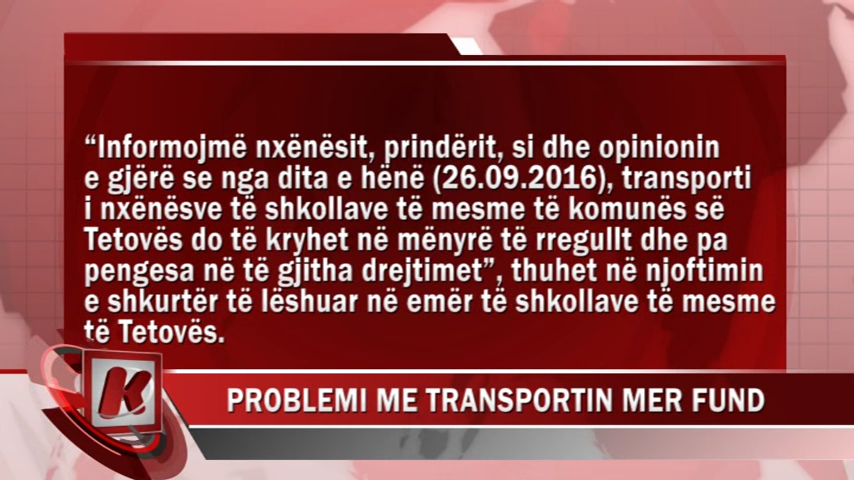 “Informojmë nxënësit, prindërit, si dhe opinionin
e gjërë se nga dita e hënë (26.09.2016), transporti
i nxënësve të shkollave të mesme të komunës së
Tetovës do të kryhet në mënyrë të rregullt dhe pa
pengesa në të gjitha drejtimet”, thuhet në njoftimin
e shkurtër të lëshuar në emër të shkollave të mesme
të Tetovës.
K
PROBLEMI ME TRANSPORTIN MER FUND